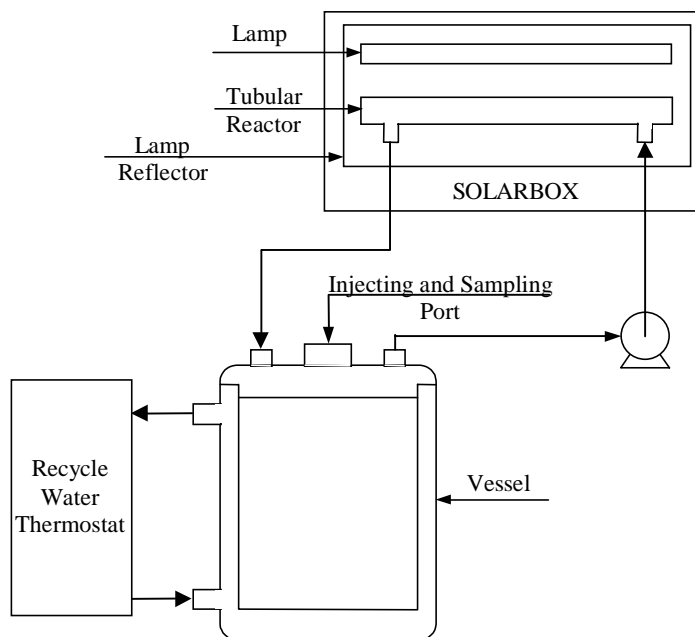 Lamp
Tubular
Reactor
Lamp
Reflector
SOLARBOX
Injecting and Sampling
Port
Recycle
Water
Thermostat
Vessel